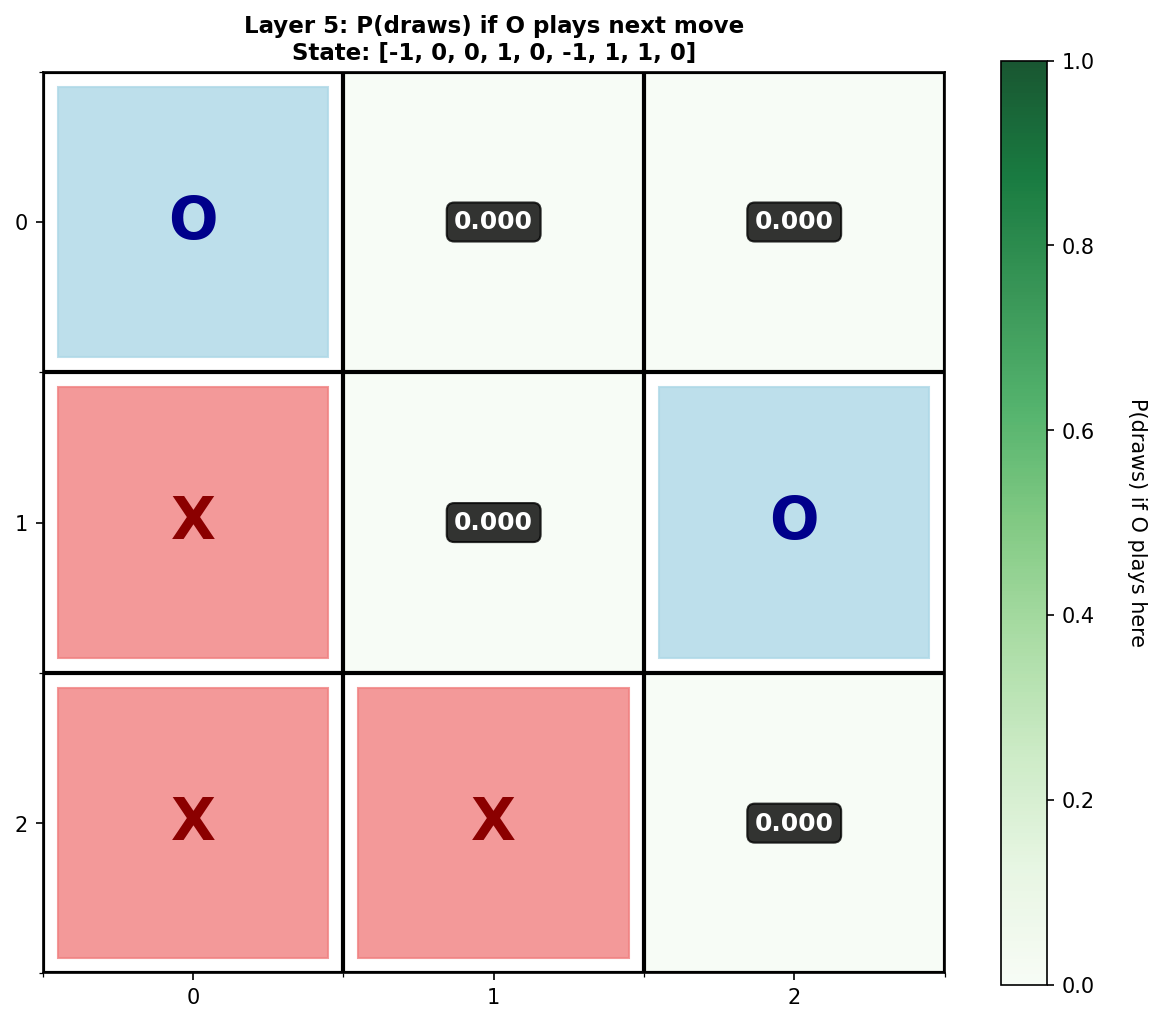 Layer 5: P(draws) if O plays next move
State: [-1, 0, 0, 1, 0, -1, 1, 1, 0]
0
O
0.000
0.000
1
X
0.000
O
2
X
X
0.000
0
1
2
1.0
0.8
0.6
0.4
0.2
0.0
P(draws) if O plays here